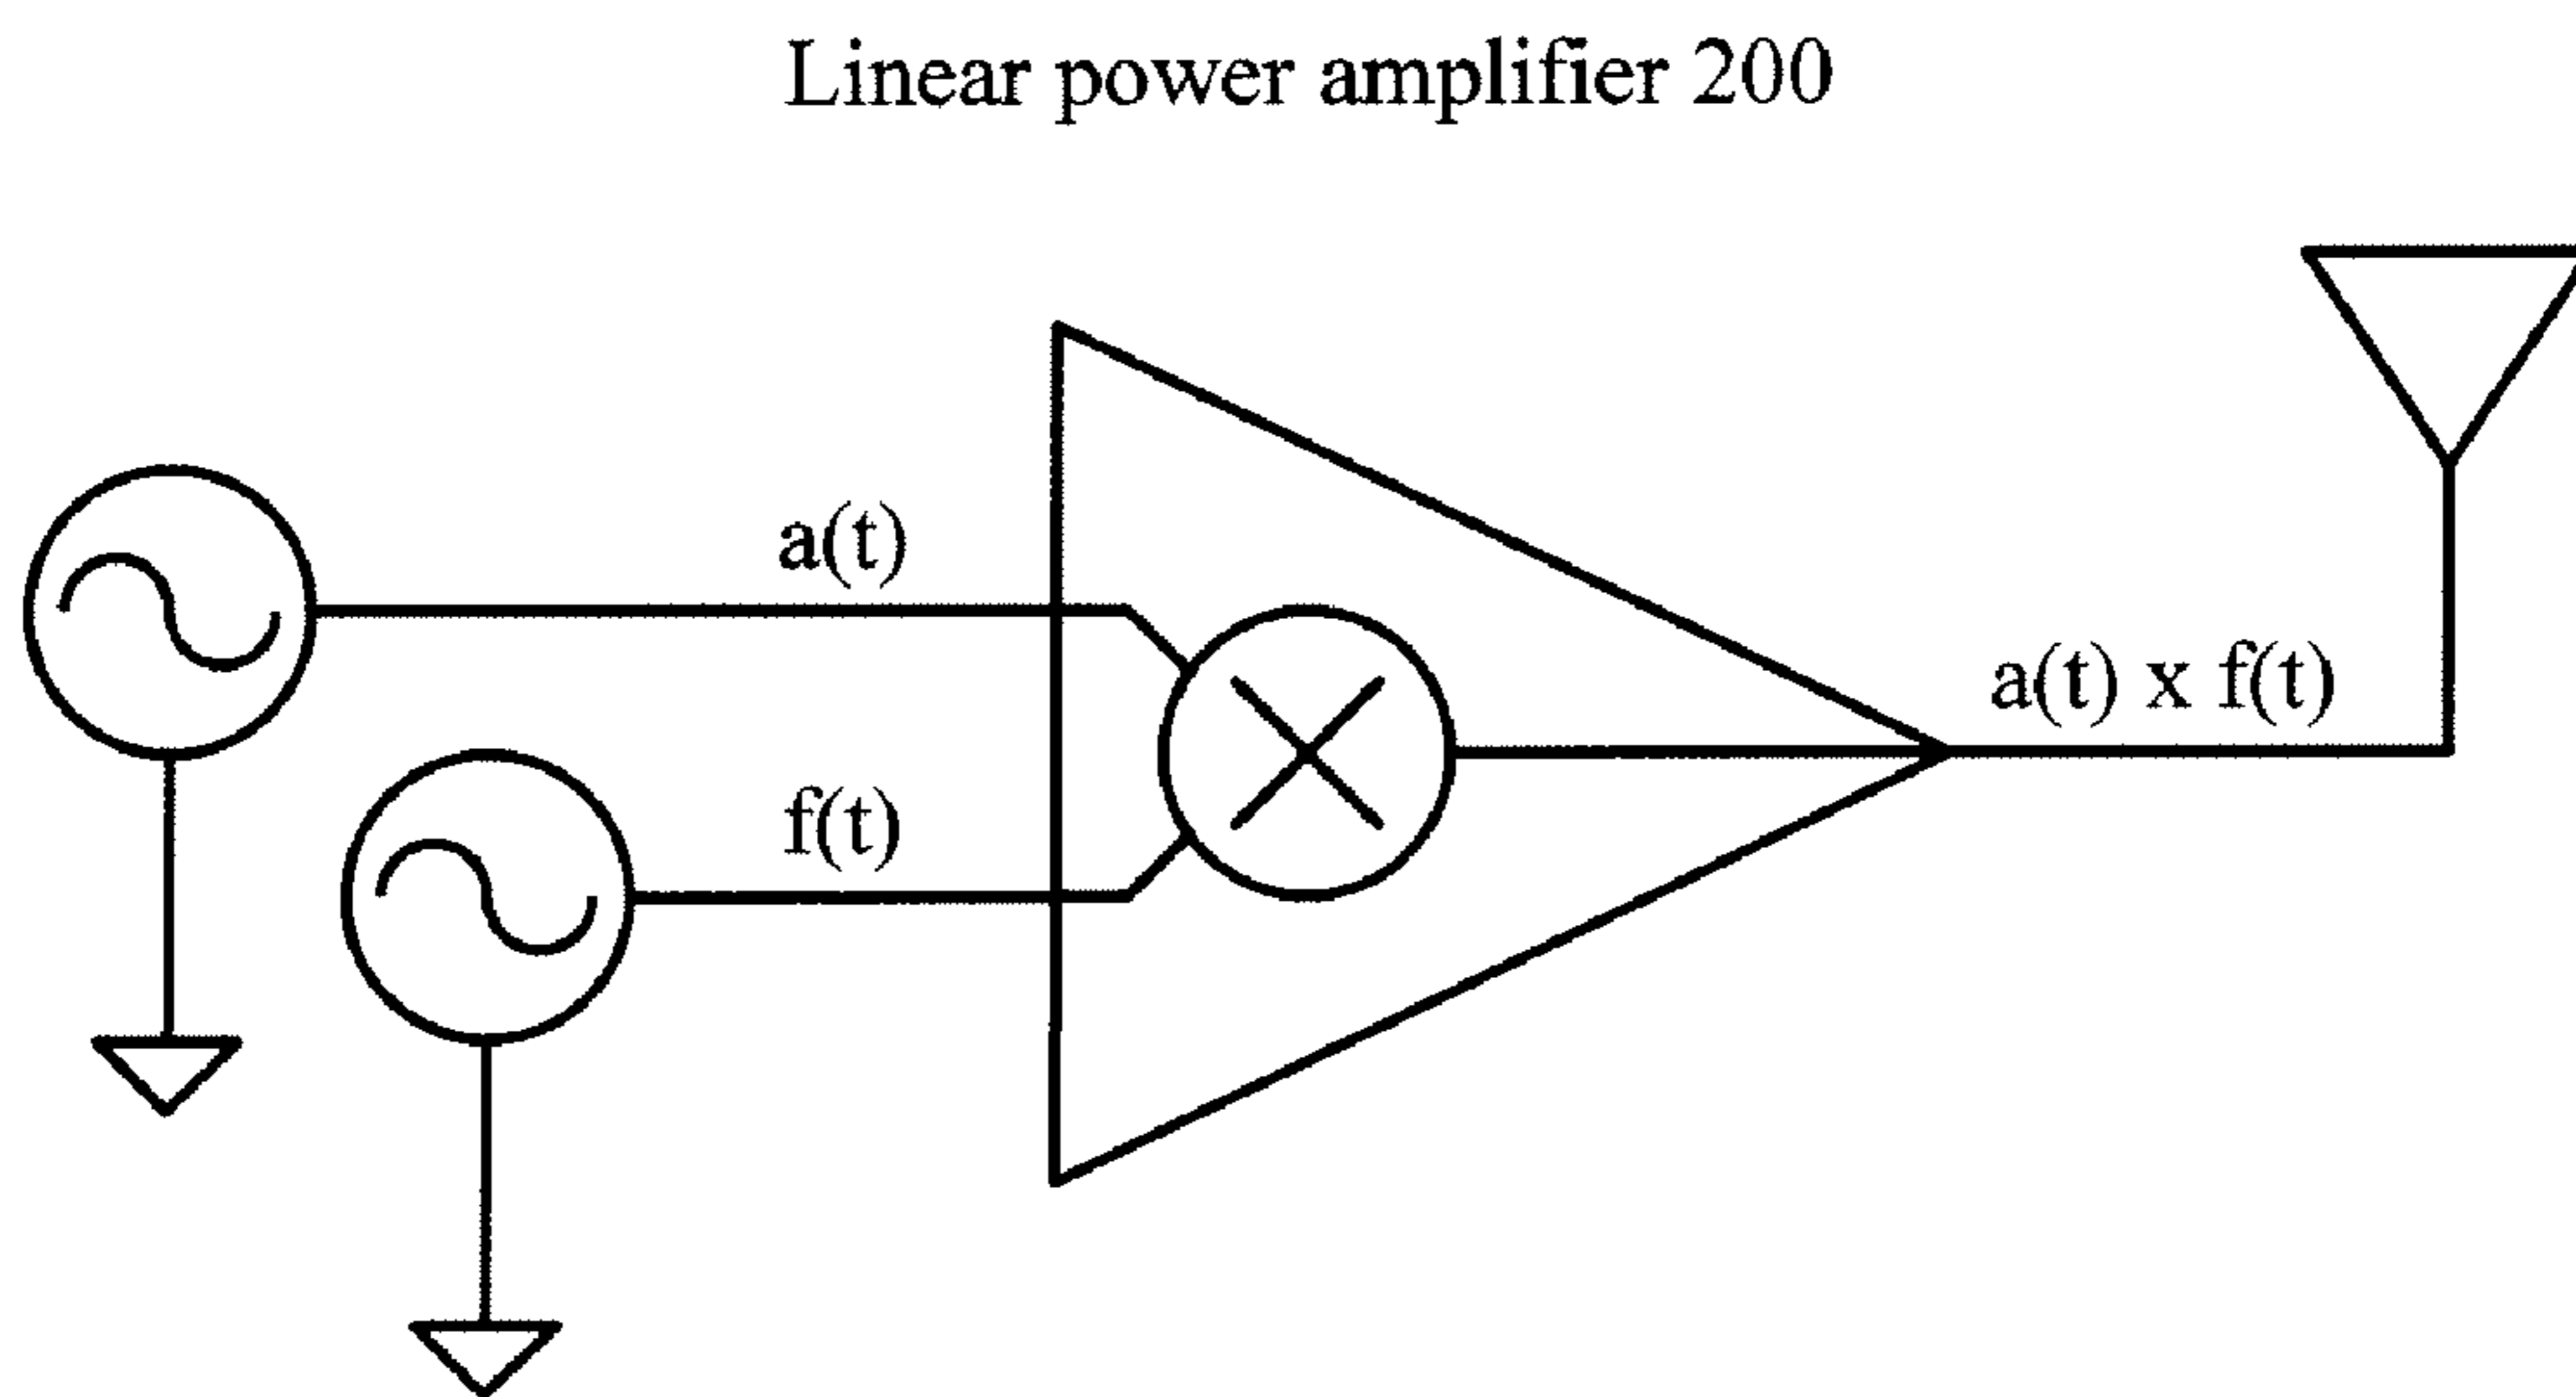 Linear power amplifier 200
a(t)
a(t) x f(t)
f(t)